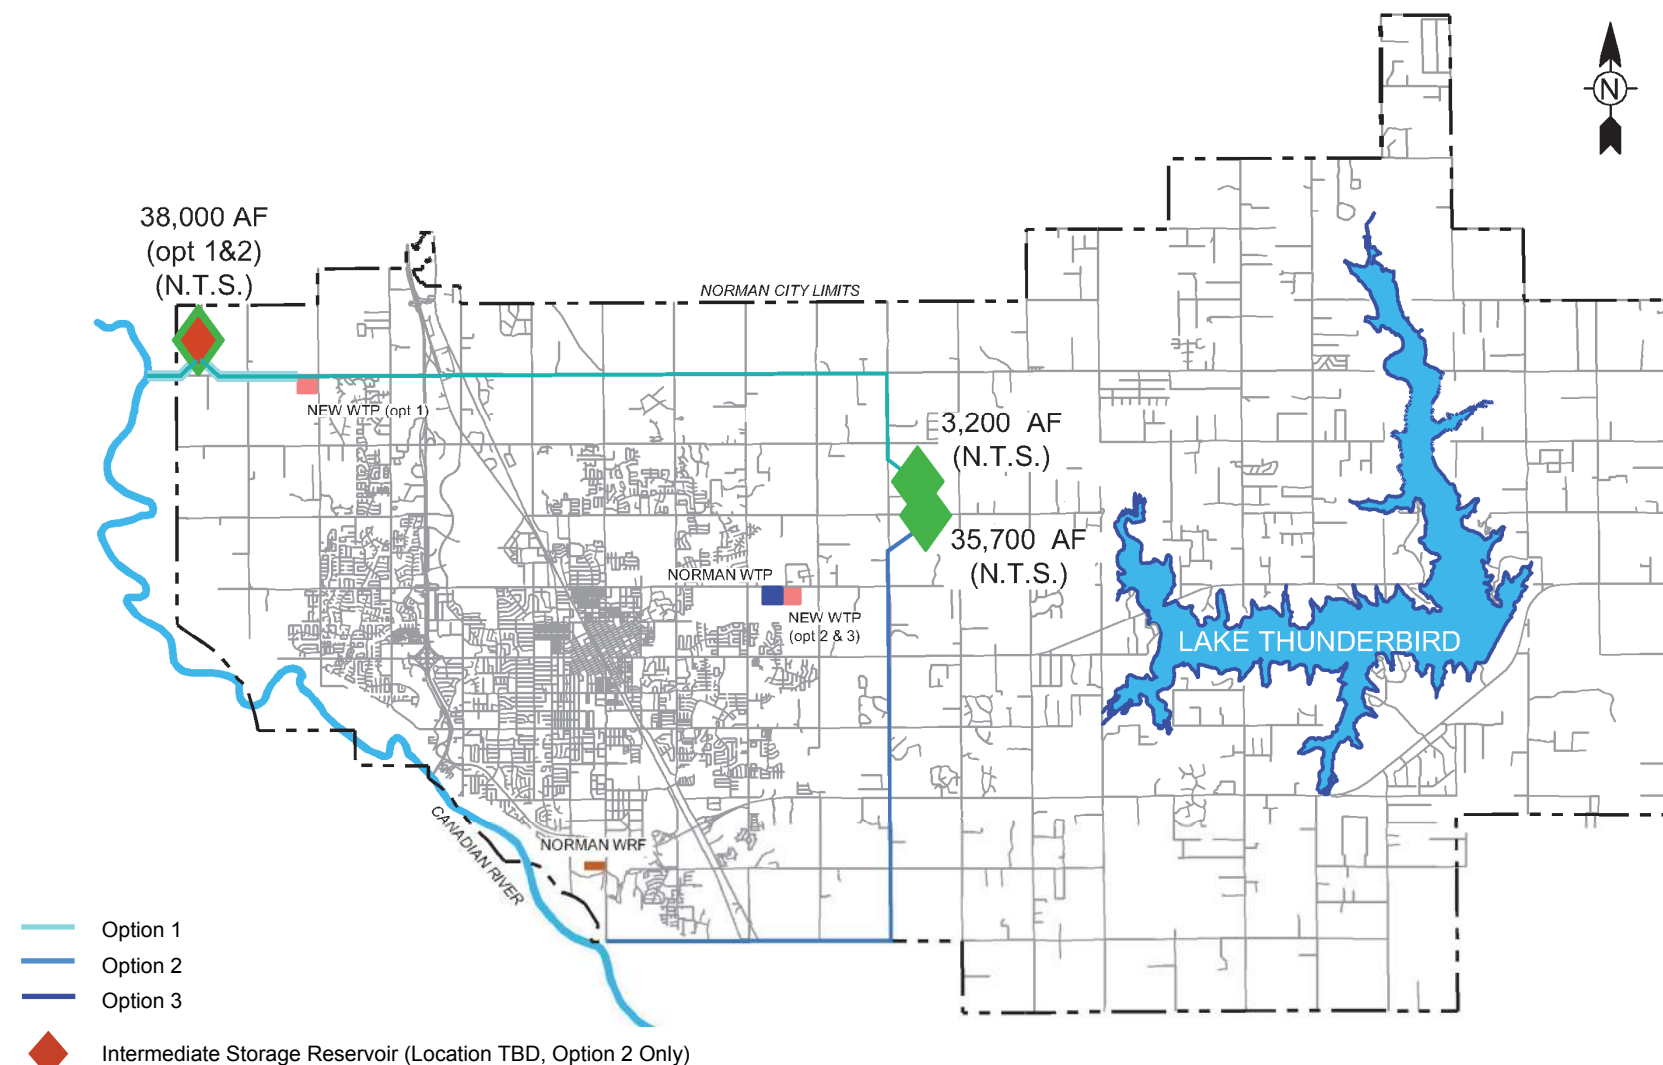 N
38,000 AF
(opt 1&2)
(N.T.S.)
NORMAN CITY LIMITS
NEW WTP (opt 1)
3,200 AF
(N.T.S.)
35,700 AF
(N.T.S.)
NORMAN WTP
NEW WTP
(opt 2 & 3)
LAKE THUNDERBIRD
CANADIAN RIVER
NORMAN WRF
Option 1
Option 2
Option 3
Intermediate Storage Reservoir (Location TBD, Option 2 Only)